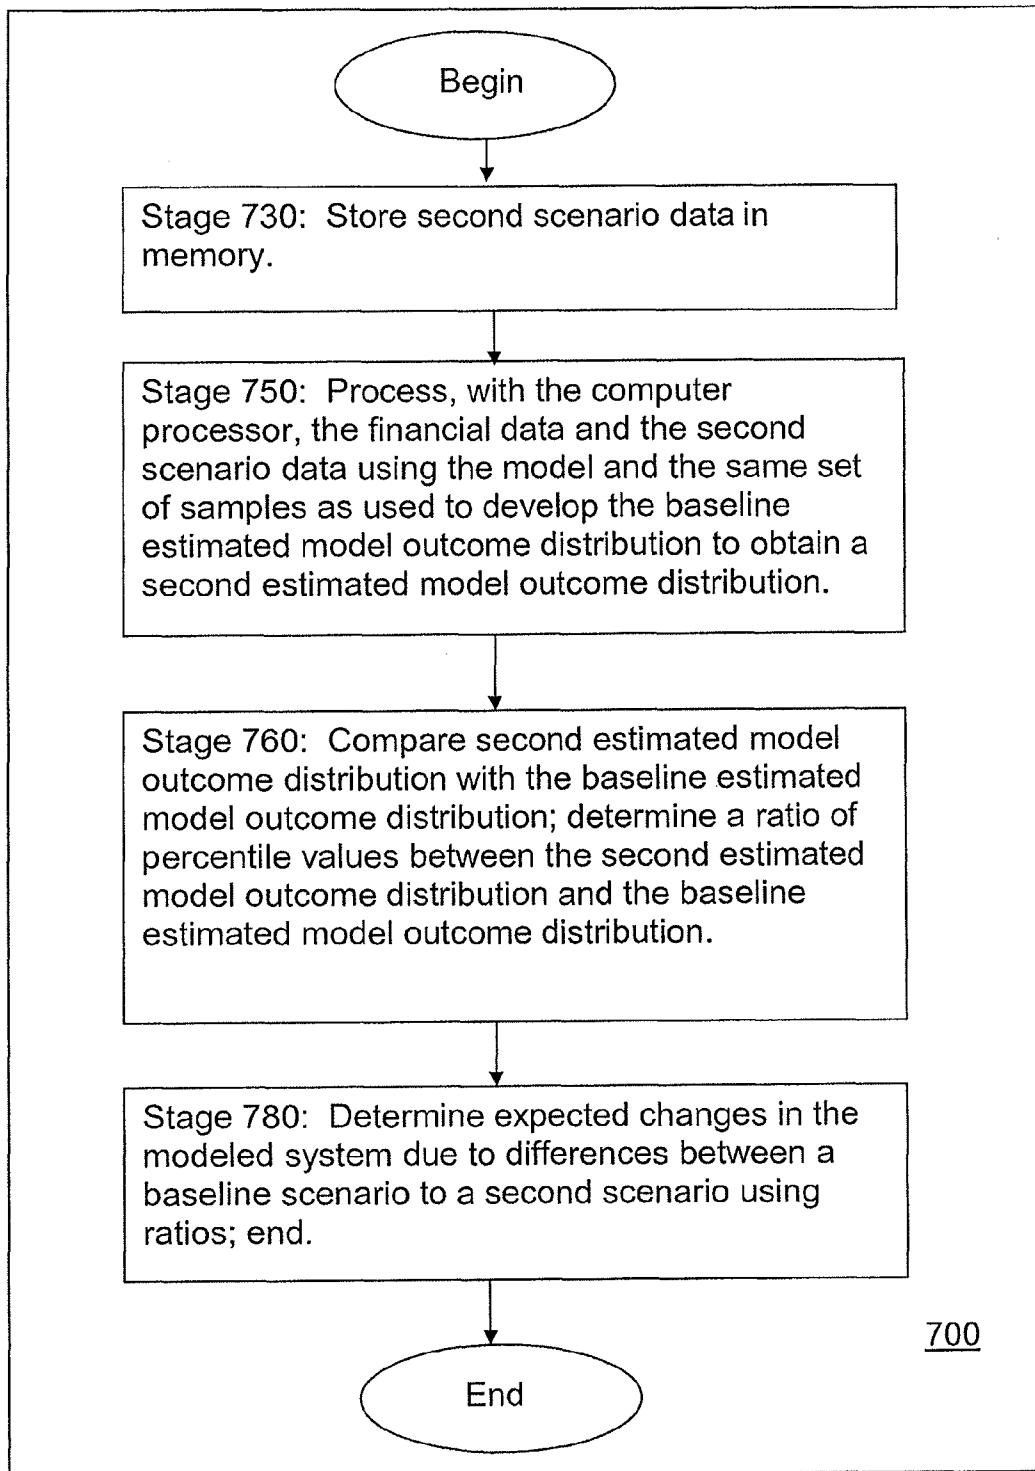 Begin
Stage 730: Store second scenario data in
memory.
Stage 750: Process, with the computer
processor, the financial data and the second
scenario data using the model and the same set
of samples as used to develop the baseline
estimated model outcome distribution to obtain a
second estimated model outcome distribution.
Stage 760: Compare second estimated model
outcome distribution with the baseline estimated
model outcome distribution; determine a ratio of
percentile values between the second estimated
model outcome distribution and the baseline
estimated model outcome distribution.
Stage 780: Determine expected changes in the
modeled system due to differences between a
baseline scenario to a second scenario using
ratios; end.
700
End